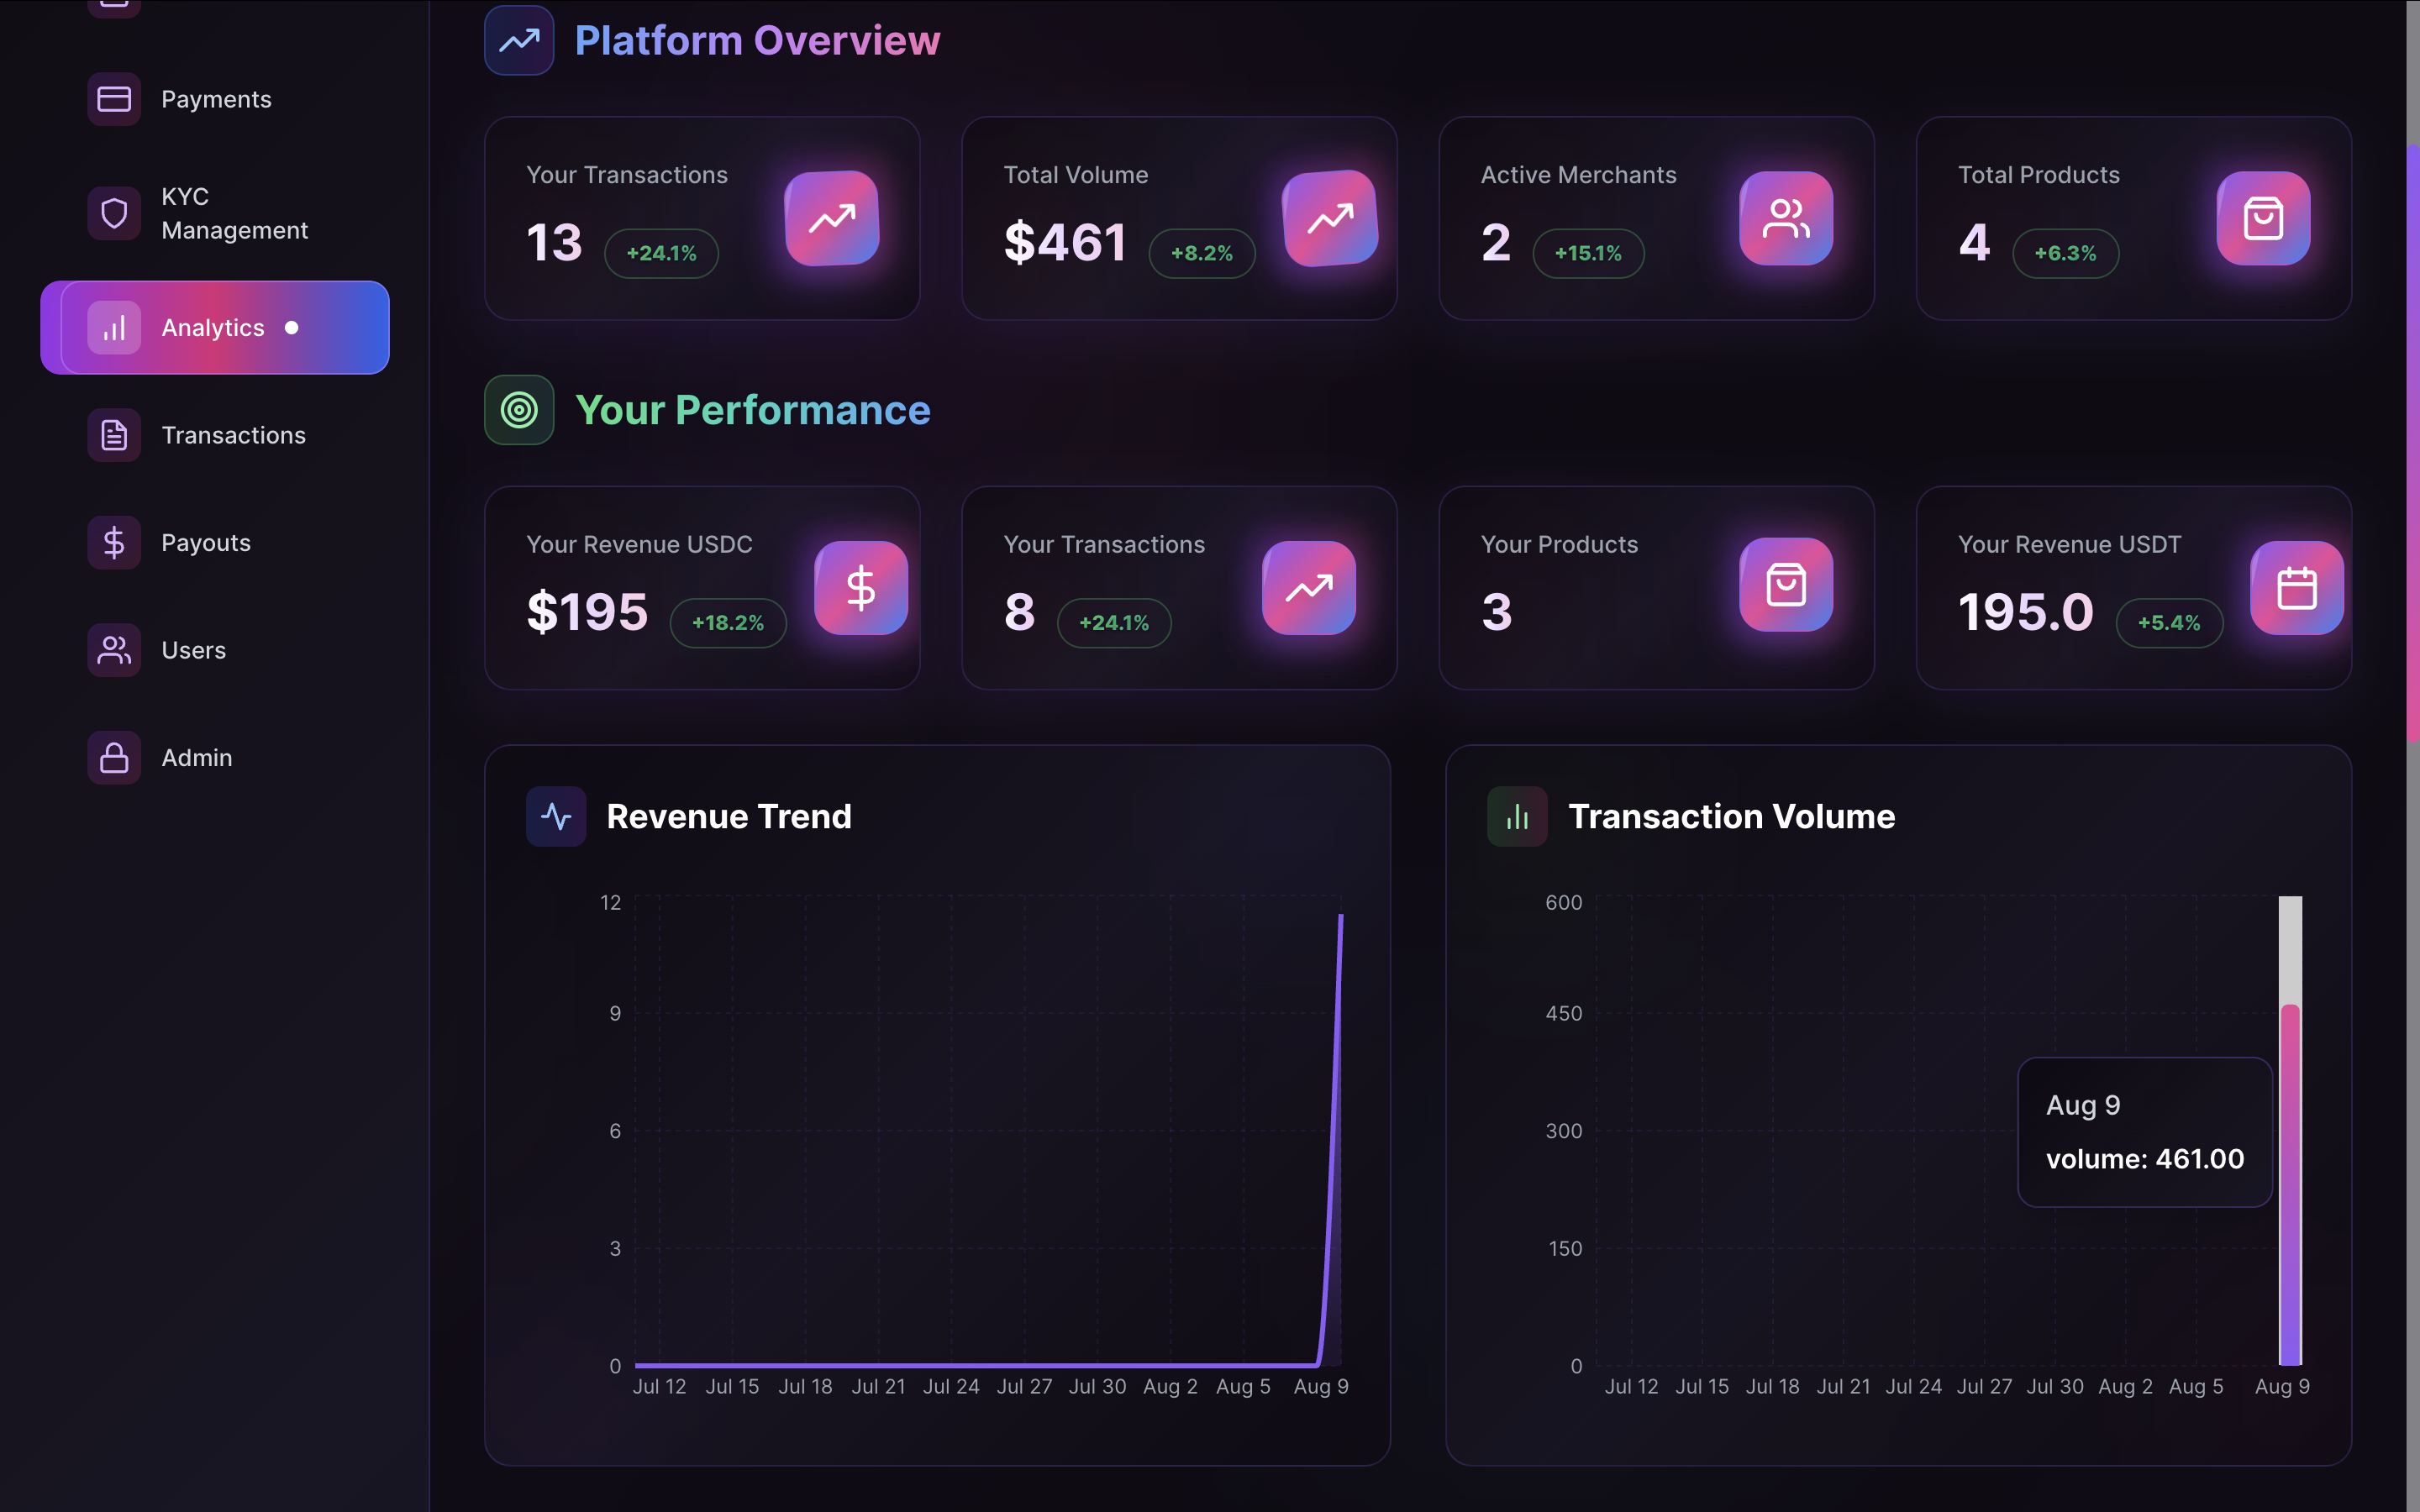 Payments
KYC
Management
Analytics
Transactions
Payouts
Users
Admin
Platform Overview
Your Transactions
13 +24.1%
Total Volume
$461 +8.2%
Active Merchants
2 +15.1%
Total Products
4 +6.3%
Your Performance
Your Revenue USDC
$195 +18.2%
Your Transactions
8 +24.1%
Your Products
3
Your Revenue USDT
195.0 +5.4%
Revenue Trend
12
9
6
3
0
Jul 12 Jul 15 Jul 18 Jul 21 Jul 24 Jul 27 Jul 30 Aug 2 Aug 5 Aug 9
Transaction Volume
600
450
300
150
0
Aug 9
volume: 461.00
Jul 12 Jul 15 Jul 18 Jul 21 Jul 24 Jul 27 Jul 30 Aug 2 Aug 5 Aug 9